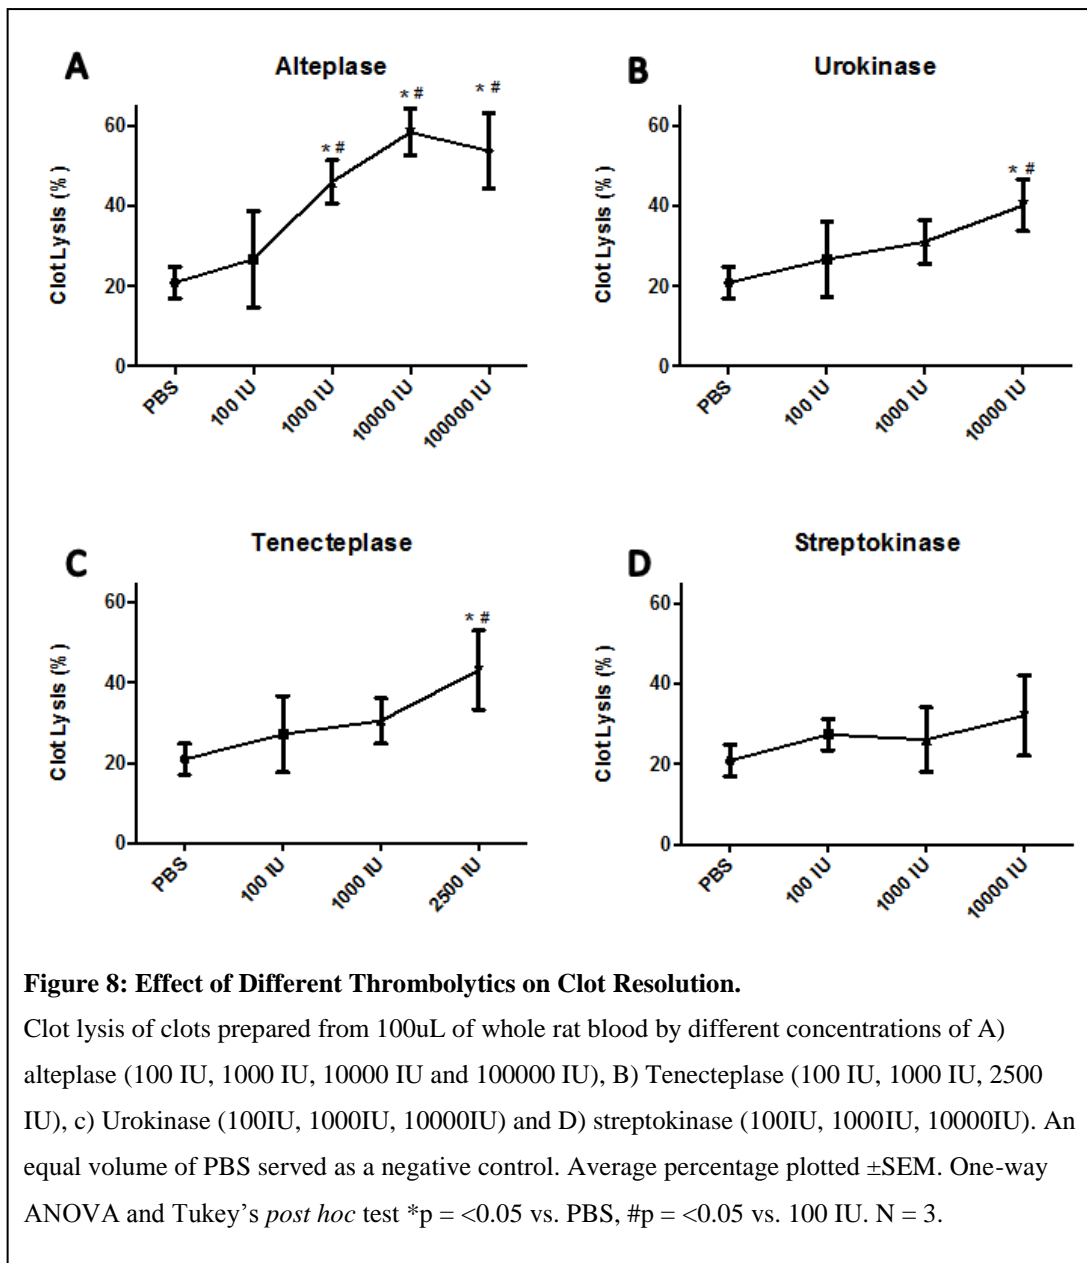 A
Alteplase
* #
* #
* #
Clot Lysis (%)
60
40
20
0
PBS
100 IU
1000 IU
10000 IU
100000 IU
B
Urokinase
* #
Clot Lysis (%)
60
40
20
0
PBS
100 IU
1000 IU
10000 IU
C
Tenecteplase
* #
Clot Lysis (%)
60
40
20
0
PBS
100 IU
1000 IU
2500 IU
D
Streptokinase
Clot Lysis (%)
60
40
20
0
PBS
100 IU
1000 IU
10000 IU
Figure 8: Effect of Different Thrombolytics on Clot Resolution.
Clot lysis of clots prepared from 100uL of whole rat blood by different concentrations of A)
alteplase (100 IU, 1000 IU, 10000 IU and 100000 IU), B) Tenecteplase (100 IU, 1000 IU, 2500
IU), c) Urokinase (100IU, 1000IU, 10000IU) and D) streptokinase (100IU, 1000IU, 10000IU). An
equal volume of PBS served as a negative control. Average percentage plotted ±SEM. One-way
ANOVA and Tukey's post hoc test *p = <0.05 vs. PBS, #p = <0.05 vs. 100 IU. N = 3.